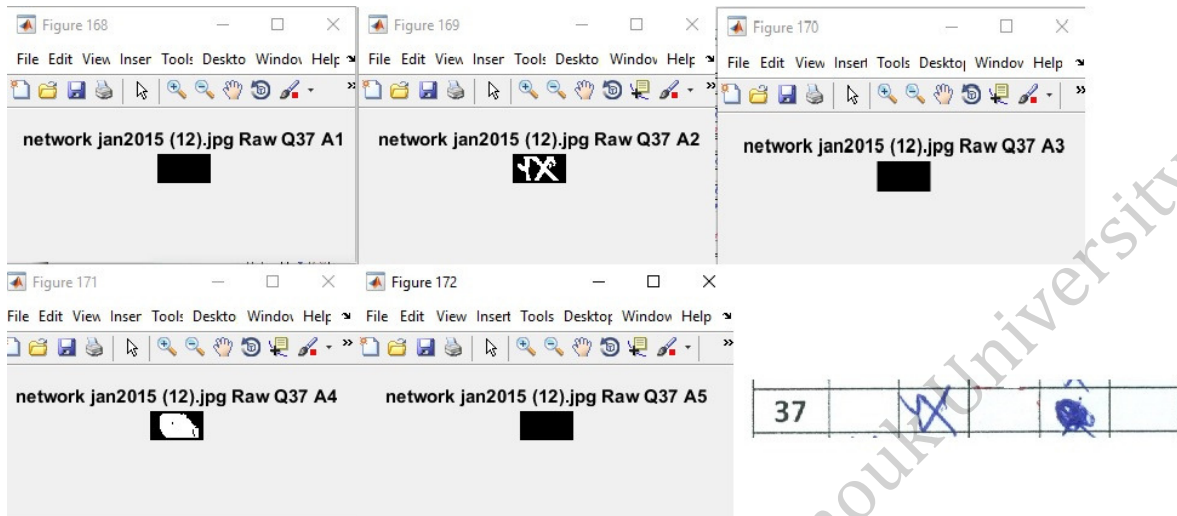 Figure 168
File Edit View Inser Tools Deskto Windov Help
network jan2015 (12).jpg Raw Q37 A1
Figure 169
File Edit View Inser Tools Deskto Windov Help
network jan2015 (12).jpg Raw Q37 A2
X
Figure 170
File Edit View Insert Tools Desktop Window Help
network jan2015 (12).jpg Raw Q37 A3
Figure 171
File Edit View Inser Tools Deskto Windov Help
network jan2015 (12).jpg Raw Q37 A4
Figure 172
File Edit View Insert Tools Desktop Window Help
network jan2015 (12).jpg Raw Q37 A5
37
X
University